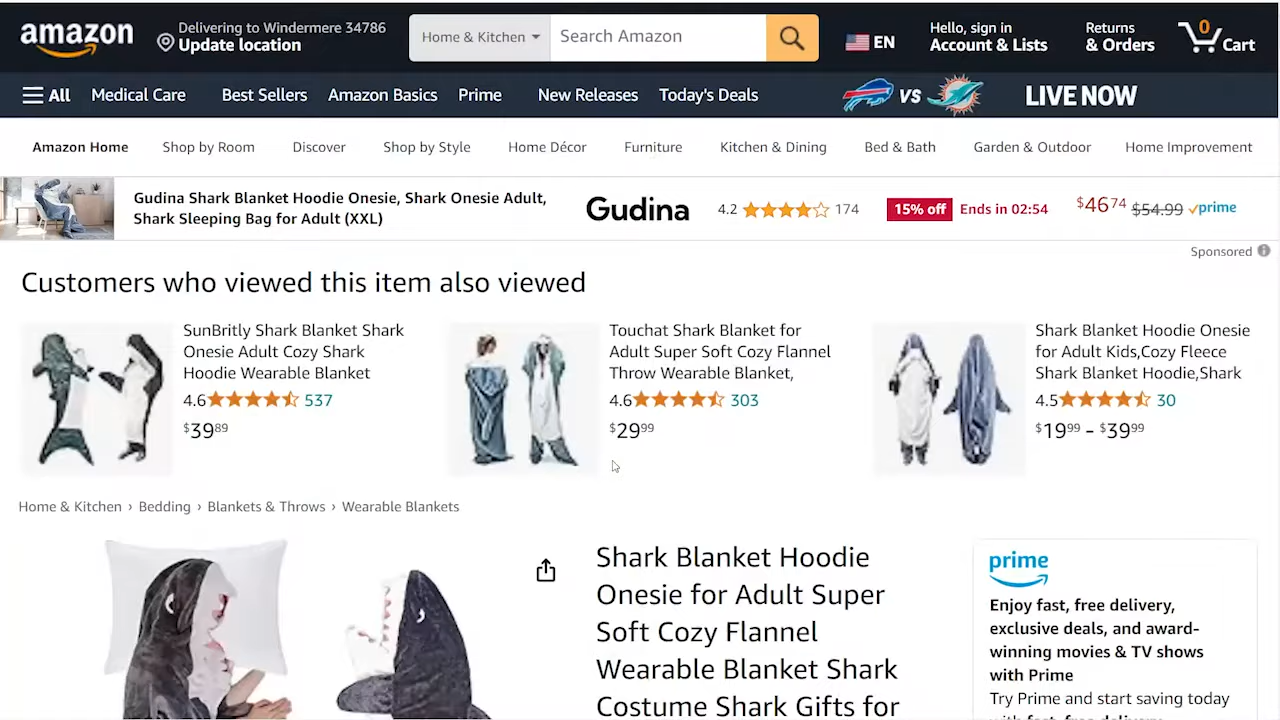 amazon
Delivering to Windermere 34786
Update location
Home & Kitchen
Search Amazon
EN
Hello, sign in
Account & Lists
Returns
& Orders
0
Cart
All
Medical Care
Best Sellers
Amazon Basics
Prime
New Releases
Today's Deals
VS
LIVE NOW
Amazon Home
Shop by Room
Discover
Shop by Style
Home Décor
Furniture
Kitchen & Dining
Bed & Bath
Garden & Outdoor
Home Improvement
Gudina Shark Blanket Hoodie Onesie, Shark Onesie Adult,
Shark Sleeping Bag for Adult (XXL)
Gudina
4.2
174
15% off
Ends in 02:54
$46 74
$54.99
prime
Sponsored
Customers who viewed this item also viewed
SunBritly Shark Blanket Shark
Onesie Adult Cozy Shark
Hoodie Wearable Blanket
4.6
537
$39 89
Touchat Shark Blanket for
Adult Super Soft Cozy Flannel
Throw Wearable Blanket,
4.6
303
$29 99
Shark Blanket Hoodie Onesie
for Adult Kids,Cozy Fleece
Shark Blanket Hoodie,Shark
4.5
30
$19 99 - $39 99
Home & Kitchen › Bedding › Blankets & Throws › Wearable Blankets
Shark Blanket Hoodie
Onesie for Adult Super
Soft Cozy Flannel
Wearable Blanket Shark
Costume Shark Gifts for
prime
Enjoy fast, free delivery,
exclusive deals, and award-
winning movies & TV shows
with Prime
Try Prime and start saving today
with fast, free delivery